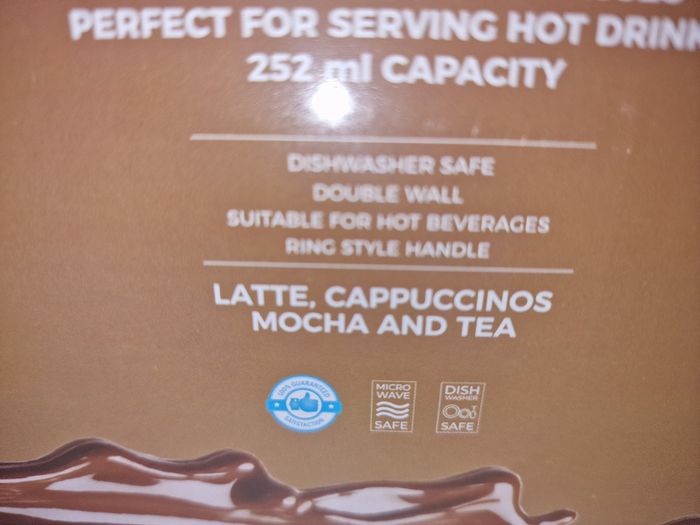 PERFECT FOR SERVING HOT DRINK
252 ml CAPACITY
DISHWASHER SAFE
DOUBLE WALL
SUITABLE FOR HOT BEVERAGES
RING STYLE HANDLE
LATTE, CAPPUCCINOS
MOCHA AND TEA
100% GUARANTEED
SATISFACTION
MICRO
WAVE
SAFE
DISH
WASHER
SAFE